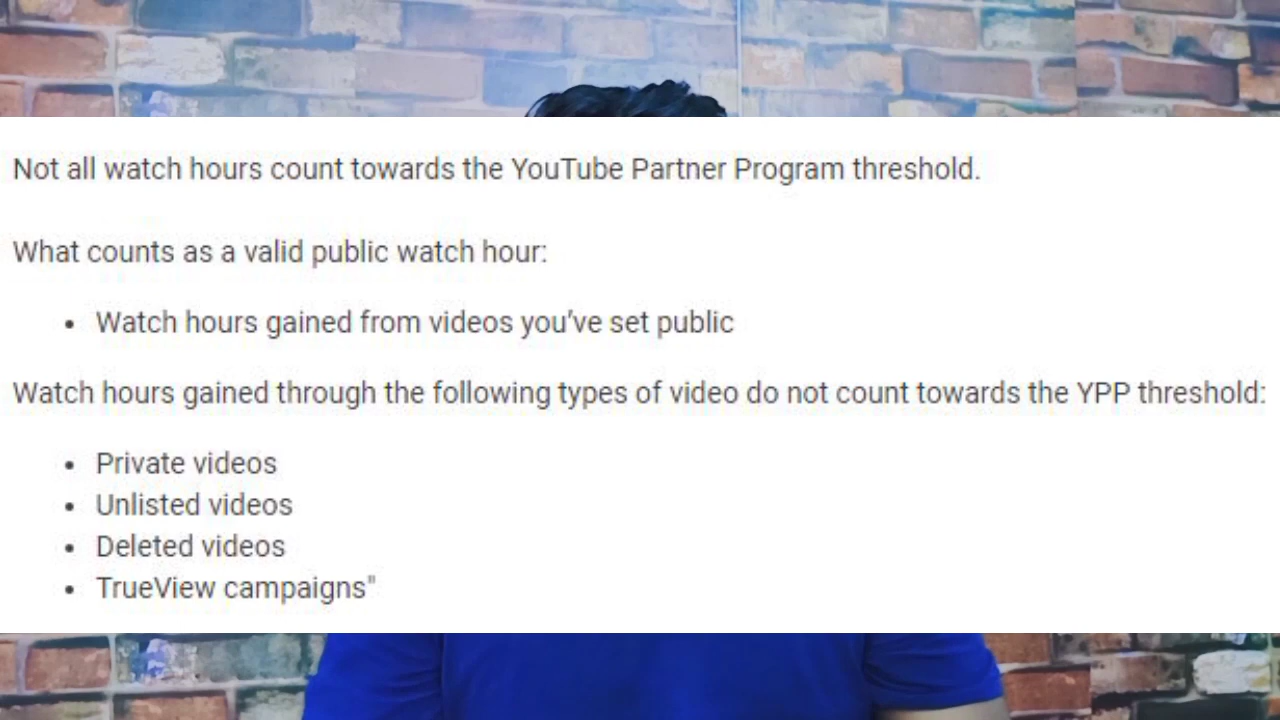 Not all watch hours count towards the YouTube Partner Program threshold.
What counts as a valid public watch hour:
• Watch hours gained from videos you've set public
Watch hours gained through the following types of video do not count towards the YPP threshold:
• Private videos
• Unlisted videos
• Deleted videos
• TrueView campaigns"